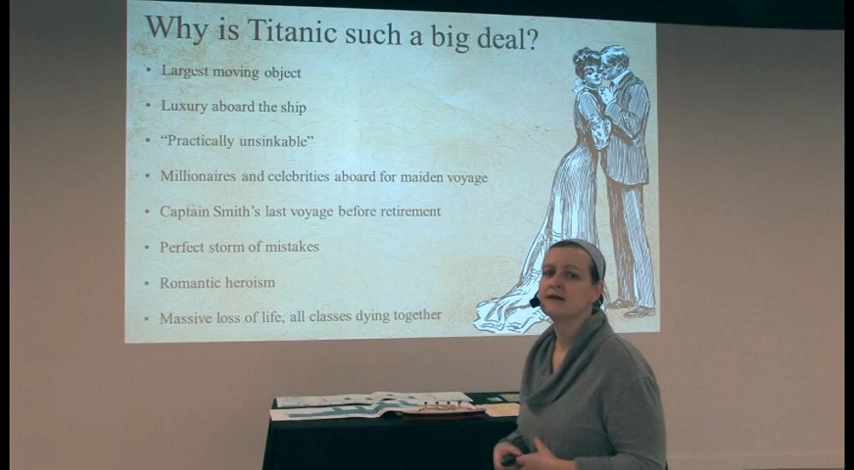 Why is Titanic such a big deal?
• Largest moving object
• Luxury aboard the ship
• “Practically unsinkable”
• Millionaires and celebrities aboard for maiden voyage
• Captain Smith’s last voyage before retirement
• Perfect storm of mistakes
• Romantic heroism
• Massive loss of life, all classes dying together